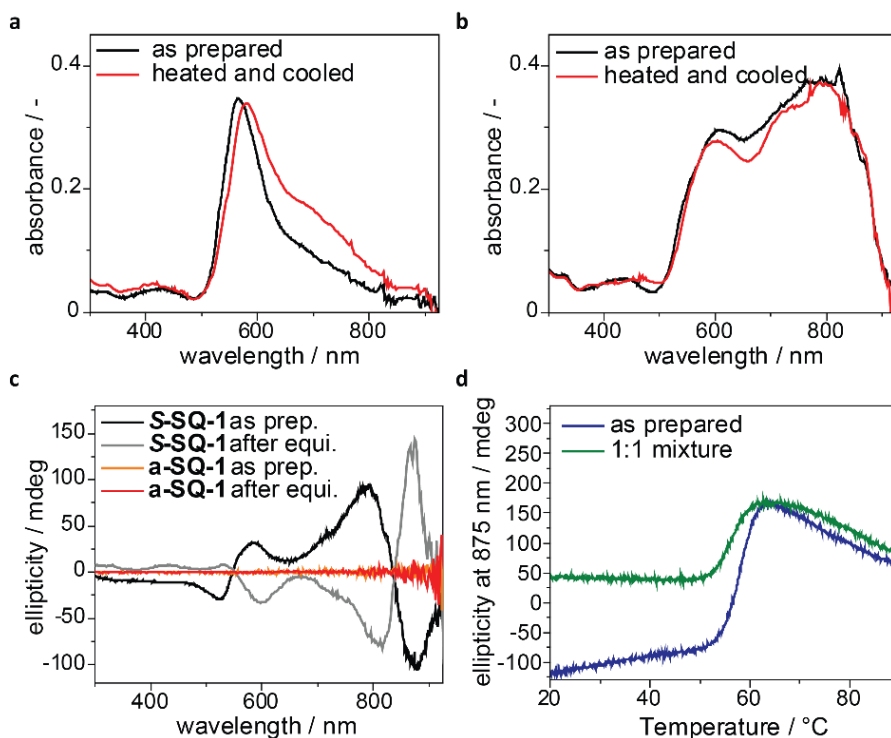 a
as prepared
heated and cooled
0.4
0.2
0
absorbance / -
400 600 800
wavelength / nm
b
as prepared
heated and cooled
0.4
0.2
0
absorbance / -
400 600 800
wavelength / nm
c
S-SQ-1 as prep.
S-SQ-1 after equi.
a-SQ-1 as prep.
a-SQ-1 after equi.
150
100
50
0
-50
-100
ellipticity / mdeg
400 600 800
wavelength / nm
d
as prepared
1:1 mixture
300
250
200
150
100
50
0
-50
-100
ellipticity at 875 nm / mdeg
20 40 60 80
Temperature / °C